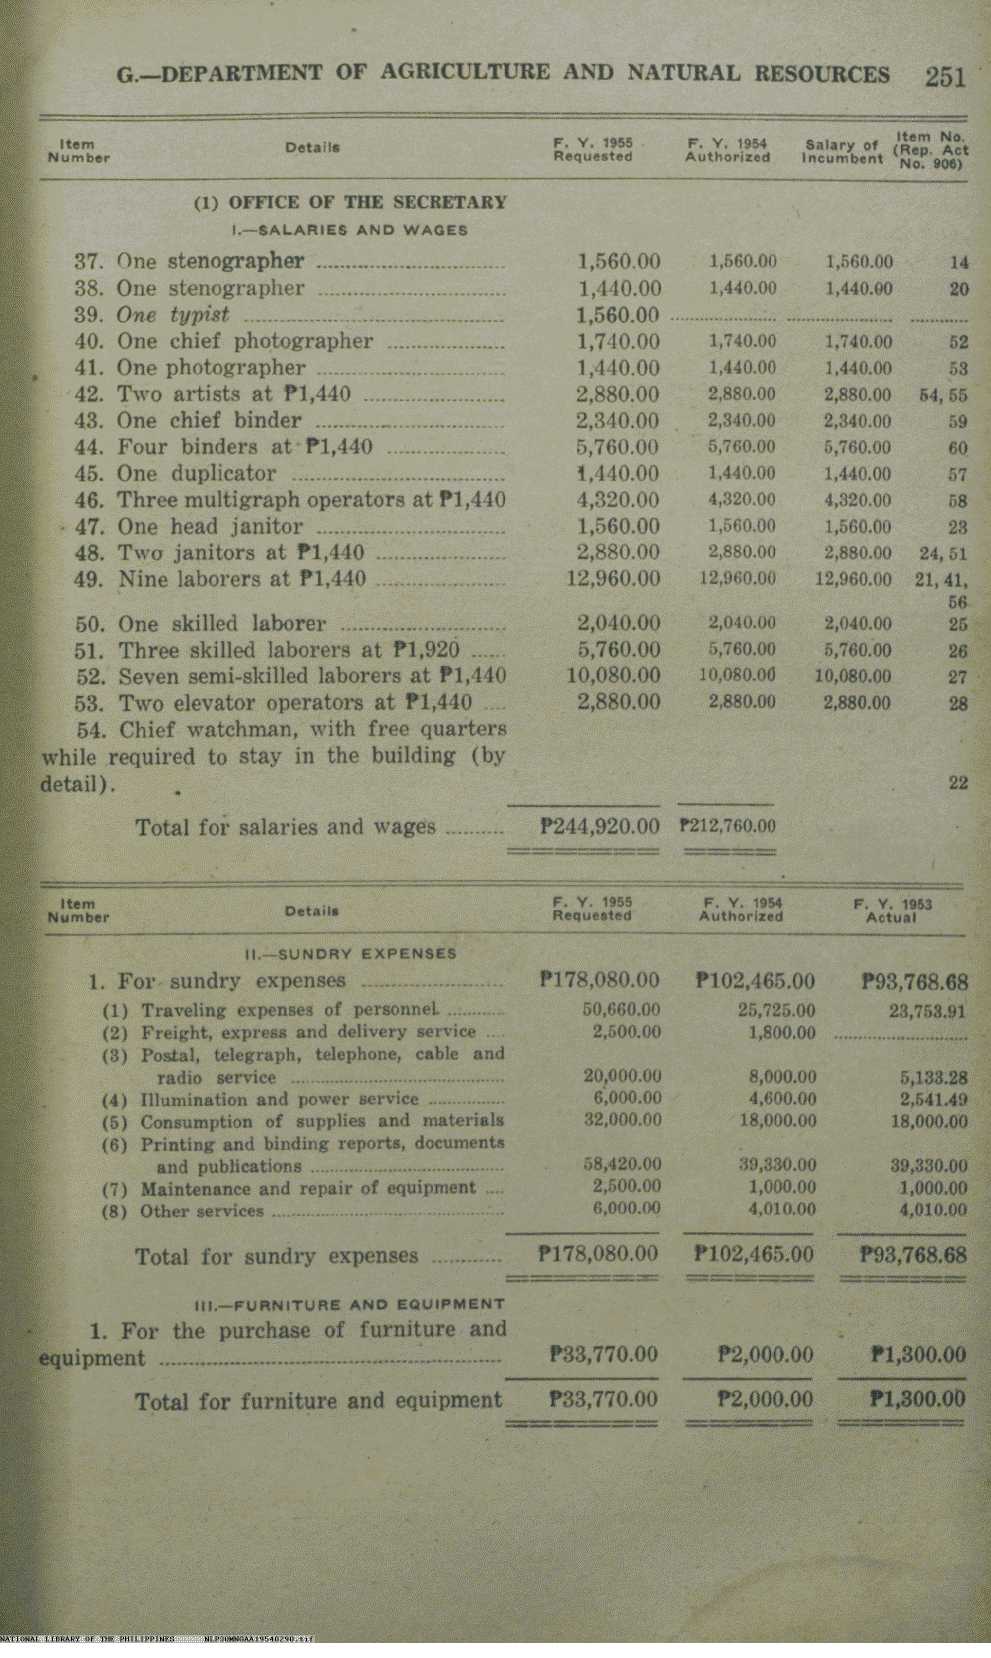 G.—DEPARTMENT OF AGRICULTURE AND NATURAL RESOURCES 251
Item Number Details F. Y. 1955 Requested F. Y. 1954 Authorized Salary of Incumbent Item No. (Rep. Act No. 906)
(1) OFFICE OF THE SECRETARY
I.—SALARIES AND WAGES
37. One stenographer ................ 1,560.00 1,560.00 1,560.00 14
38. One stenographer ................ 1,440.00 1,440.00 1,440.00 20
39. One typist ................ 1,560.00 ................ ................ ............
40. One chief photographer ................ 1,740.00 1,740.00 1,740.00 52
41. One photographer ................ 1,440.00 1,440.00 1,440.00 53
42. Two artists at ₱1,440 ................ 2,880.00 2,880.00 2,880.00 54, 55
43. One chief binder ................ 2,340.00 2,340.00 2,340.00 59
44. Four binders at ₱1,440 ................ 5,760.00 5,760.00 5,760.00 60
45. One duplicator ................ 1,440.00 1,440.00 1,440.00 57
46. Three multigraph operators at ₱1,440 4,320.00 4,320.00 4,320.00 58
47. One head janitor ................ 1,560.00 1,560.00 1,560.00 23
48. Two janitors at ₱1,440 ................ 2,880.00 2,880.00 2,880.00 24, 51
49. Nine laborers at ₱1,440 ................ 12,960.00 12,960.00 12,960.00 21, 41,
56
50. One skilled laborer ................ 2,040.00 2,040.00 2,040.00 25
51. Three skilled laborers at ₱1,920 ...... 5,760.00 5,760.00 5,760.00 26
52. Seven semi-skilled laborers at ₱1,440 10,080.00 10,080.00 10,080.00 27
53. Two elevator operators at ₱1,440 .... 2,880.00 2,880.00 2,880.00 28
54. Chief watchman, with free quarters
while required to stay in the building (by
detail). 22
Total for salaries and wages .......... ₱244,920.00 ₱212,760.00
Item Number Details F. Y. 1955 Requested F. Y. 1954 Authorized F. Y. 1953 Actual
II.—SUNDRY EXPENSES
1. For sundry expenses ................ ₱178,080.00 ₱102,465.00 ₱93,768.68
(1) Traveling expenses of personnel ............ 50,660.00 25,725.00 23,753.91
(2) Freight, express and delivery service .... 2,500.00 1,800.00 ................
(3) Postal, telegraph, telephone, cable and
radio service ................ 20,000.00 8,000.00 5,133.28
(4) Illumination and power service ................ 6,000.00 4,600.00 2,541.49
(5) Consumption of supplies and materials 32,000.00 18,000.00 18,000.00
(6) Printing and binding reports, documents
and publications ................ 58,420.00 39,330.00 39,330.00
(7) Maintenance and repair of equipment .... 2,500.00 1,000.00 1,000.00
(8) Other services ................ 6,000.00 4,010.00 4,010.00
Total for sundry expenses ............ ₱178,080.00 ₱102,465.00 ₱93,768.68
III.—FURNITURE AND EQUIPMENT
1. For the purchase of furniture and
equipment ................ ₱33,770.00 ₱2,000.00 ₱1,300.00
Total for furniture and equipment ₱33,770.00 ₱2,000.00 ₱1,300.00
NATIONAL LIBRARY OF THE PHILIPPINES NLP30MNGAA19540290.tif